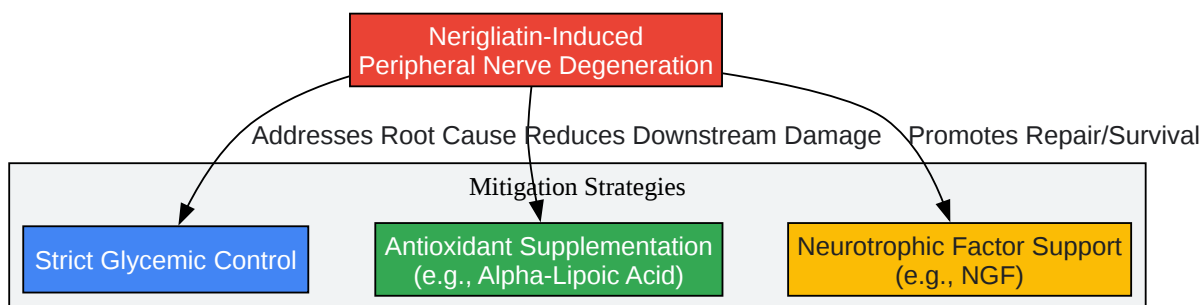 Nerigliatin-Induced
Peripheral Nerve Degeneration
Addresses Root Cause
Reduces Downstream Damage
Promotes Repair/Survival
Mitigation Strategies
Strict Glycemic Control
Antioxidant Supplementation
(e.g., Alpha-Lipoic Acid)
Neurotrophic Factor Support
(e.g., NGF)